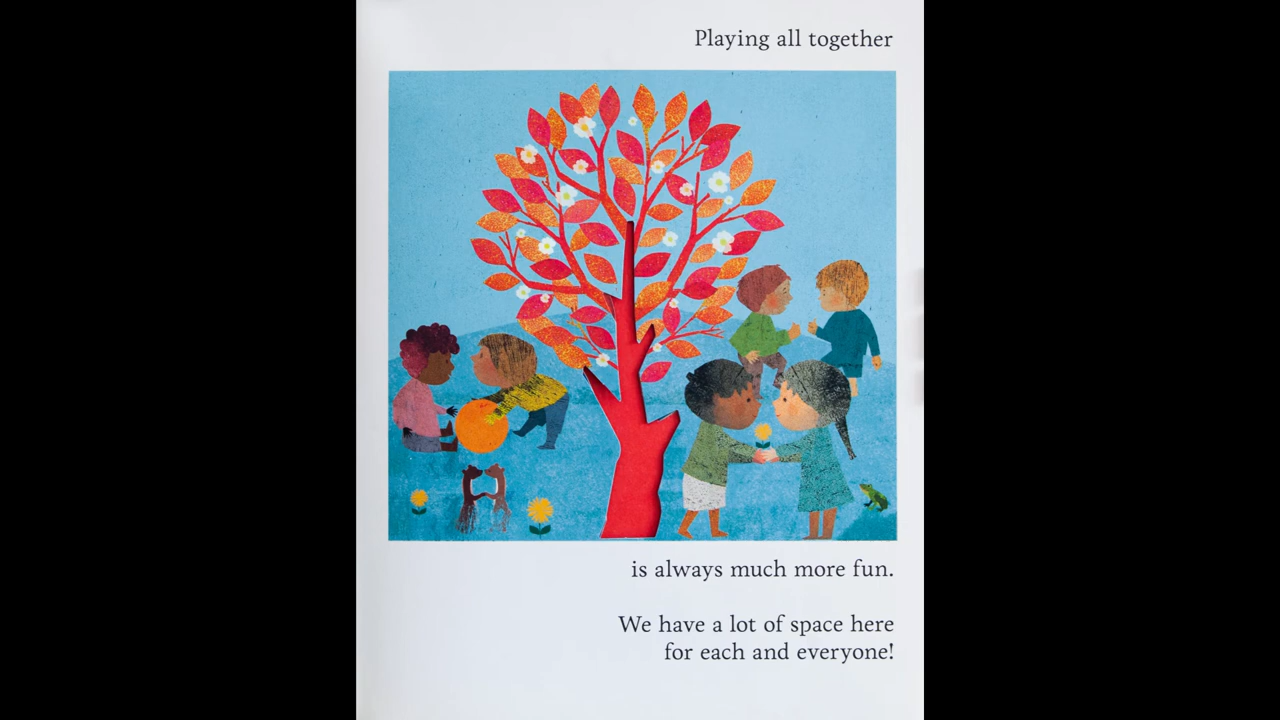 Playing all together
is always much more fun.
We have a lot of space here
for each and everyone!